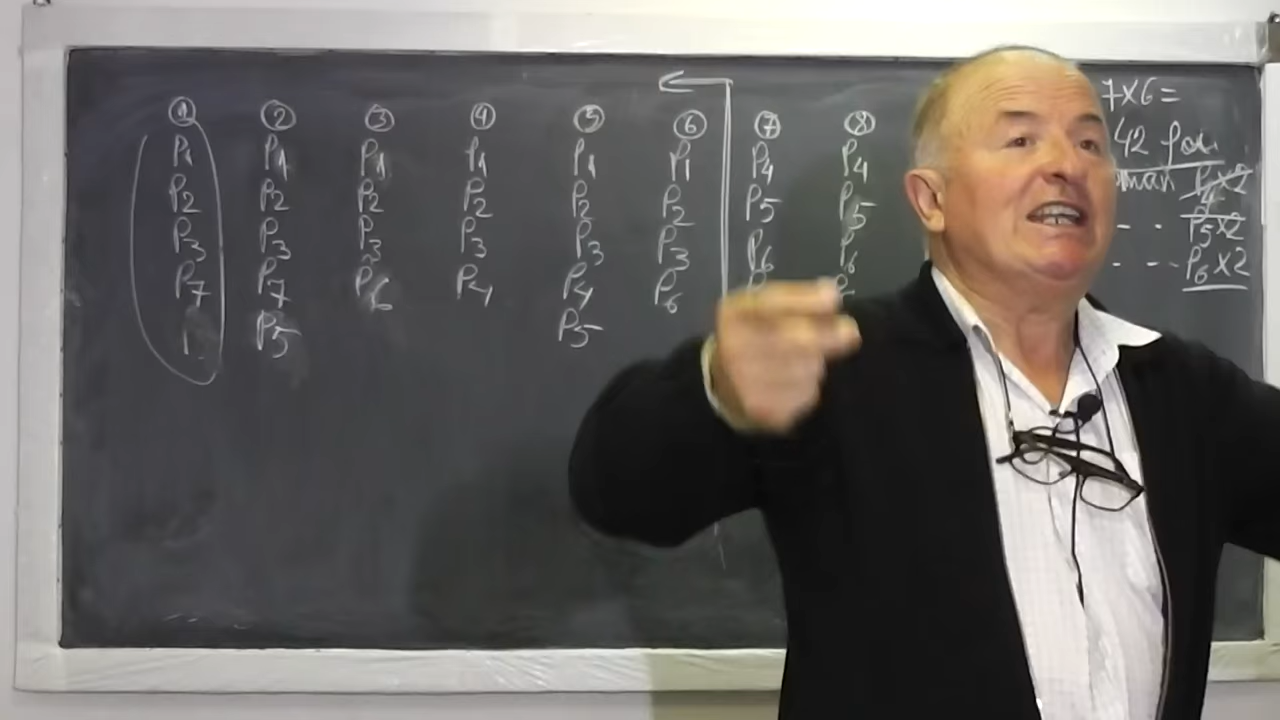 ① ② ③ ④ ⑤ ⑥ ⑦ ⑧
P1 P1 P1 P1 P1 P1 P4 P4
P2 P2 P2 P2 P2 P2 P5 P5
P3 P3 P3 P3 P3 P3 P6 P6
P7 P7 P6 P4 P4 P6
P5 P5
7x6=
42
P4x2
P5x2
- - - P6x2